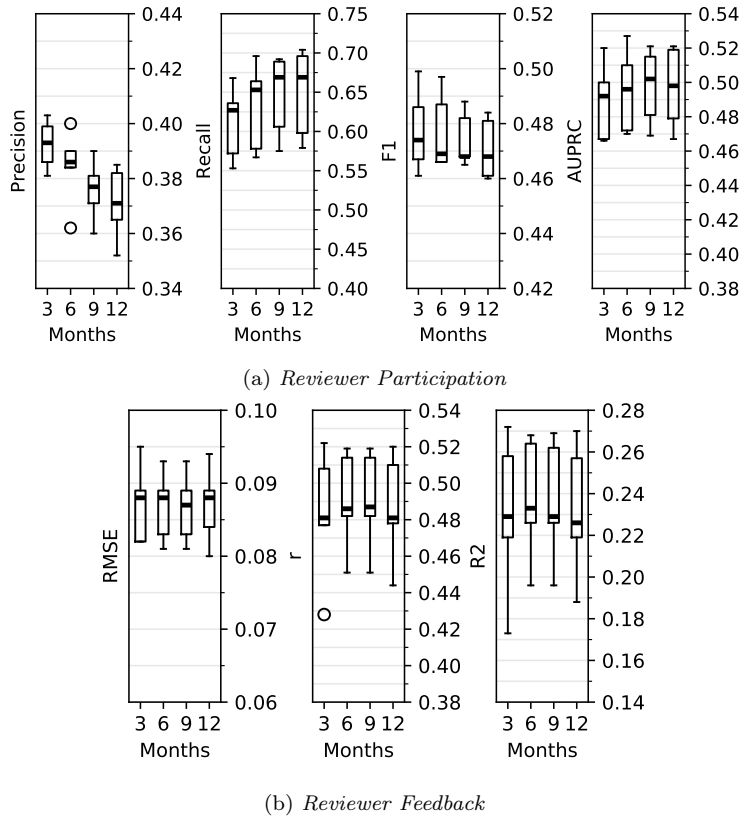 Precision
0.44
0.42
0.40
0.38
0.36
0.34
3 6 9 12
Months
Recall
0.75
0.70
0.65
0.60
0.55
0.50
0.45
0.40
3 6 9 12
Months
F1
0.52
0.50
0.48
0.46
0.44
0.42
3 6 9 12
Months
AUPRC
0.54
0.52
0.50
0.48
0.46
0.44
0.42
0.40
0.38
3 6 9 12
Months
(a) Reviewer Participation
RMSE
0.10
0.09
0.08
0.07
0.06
3 6 9 12
Months
r
0.54
0.52
0.50
0.48
0.46
0.44
0.42
0.40
0.38
3 6 9 12
Months
R2
0.28
0.26
0.24
0.22
0.20
0.18
0.16
0.14
3 6 9 12
Months
(b) Reviewer Feedback